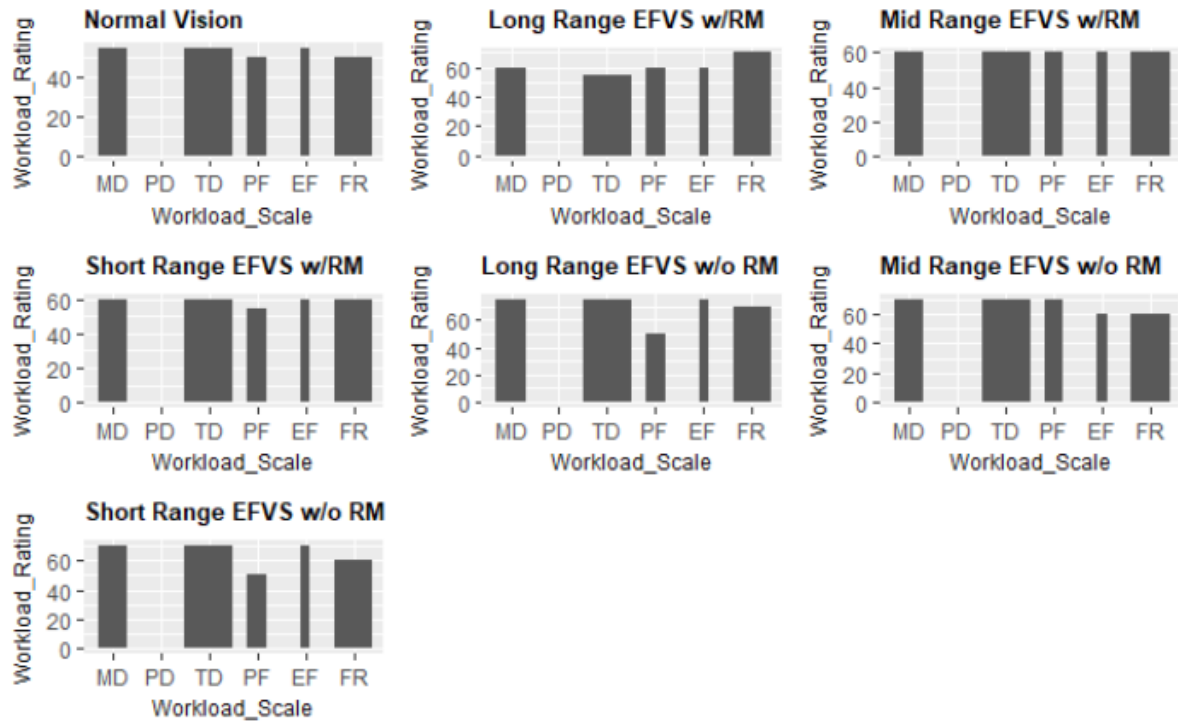 Normal Vision
Workload_Rating
40
20
0
MD PD TD PF EF FR
Workload_Scale
Long Range EFVS w/RM
Workload_Rating
60
40
20
0
MD PD TD PF EF FR
Workload_Scale
Mid Range EFVS w/RM
Workload_Rating
60
40
20
0
MD PD TD PF EF FR
Workload_Scale
Short Range EFVS w/RM
Workload_Rating
60
40
20
0
MD PD TD PF EF FR
Workload_Scale
Long Range EFVS w/o RM
Workload_Rating
60
40
20
0
MD PD TD PF EF FR
Workload_Scale
Mid Range EFVS w/o RM
Workload_Rating
60
40
20
0
MD PD TD PF EF FR
Workload_Scale
Short Range EFVS w/o RM
Workload_Rating
60
40
20
0
MD PD TD PF EF FR
Workload_Scale